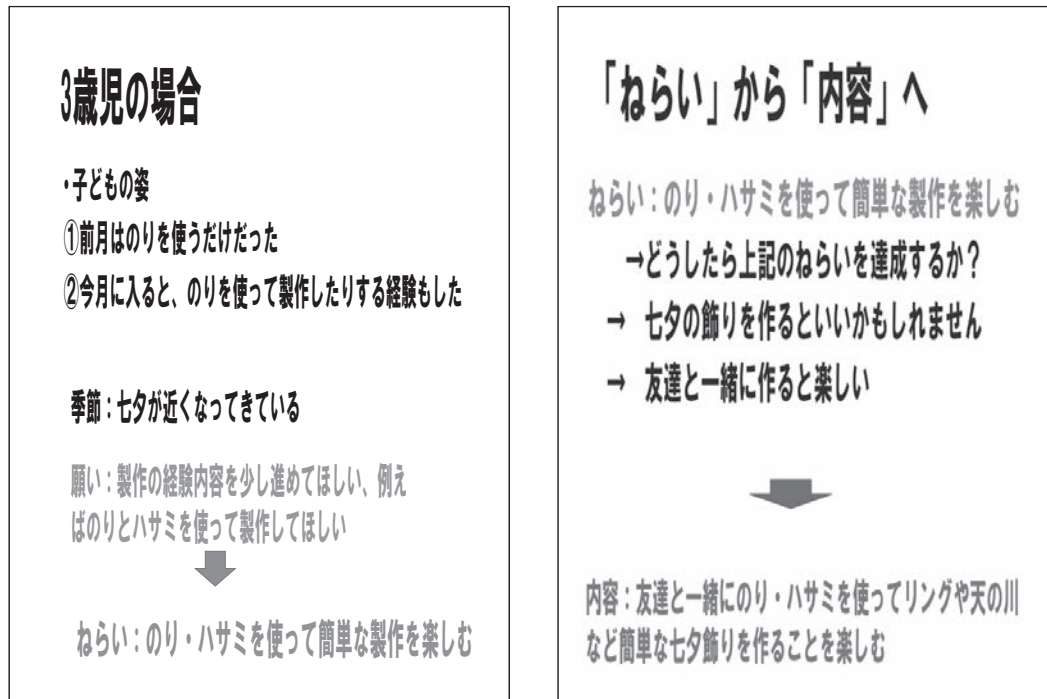 3歳児の場合
・子どもの姿
①前月はのりを使うだけだった
②今月に入ると、のりを使って製作したりする経験もした
季節：七夕が近くなってきている
願い：製作の経験内容を少し進めてほしい、例え
ばのりとハサミを使って製作してほしい
ねらい：のり・ハサミを使って簡単な製作を楽しむ
「ねらい」から「内容」へ
ねらい：のり・ハサミを使って簡単な製作を楽しむ
→どうしたら上記のねらいを達成するか？
→ 七夕の飾りを作るといいかもしれません
→ 友達と一緒に作ると楽しい
内容：友達と一緒にのり・ハサミを使ってリングや天の川
など簡単な七夕飾りを作ることを楽しむ